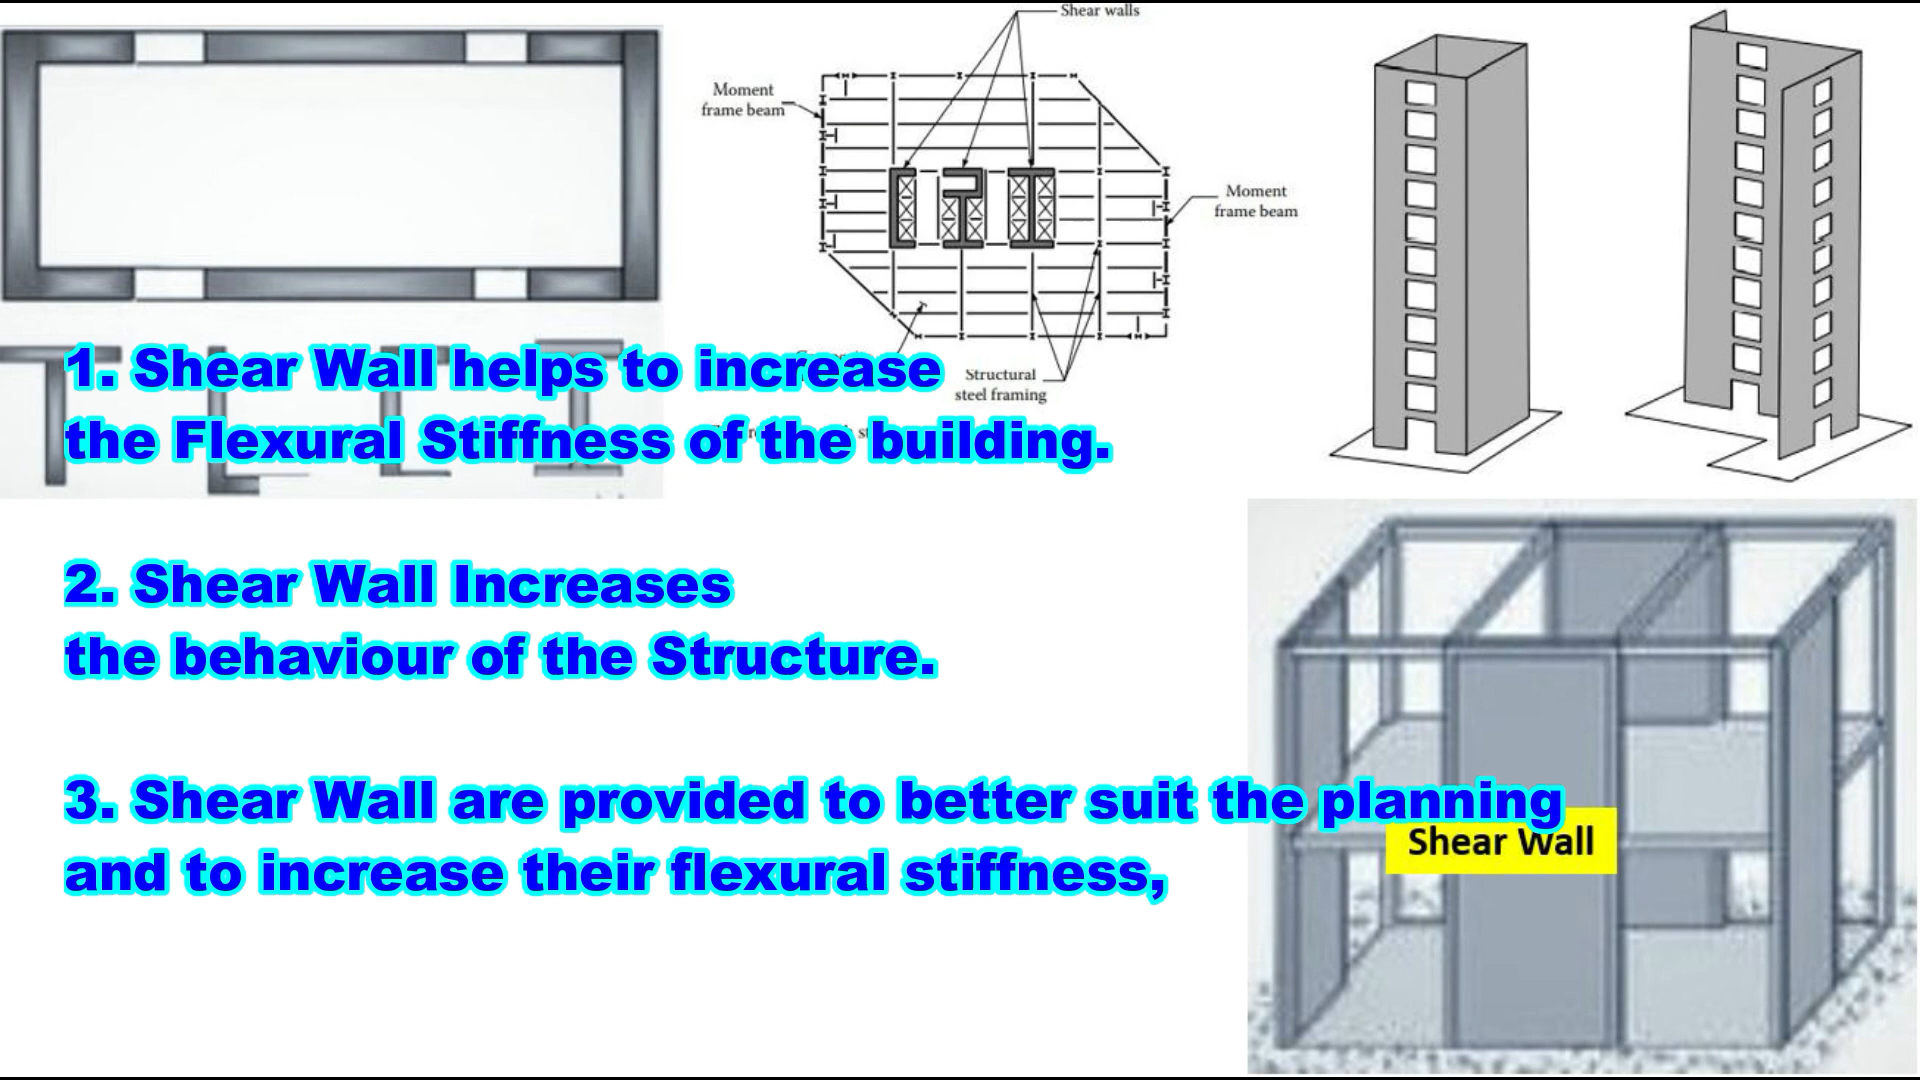 Shear walls
Moment
frame beam
Moment
frame beam
Structural
steel framing
1. Shear Wall helps to increase
the Flexural Stiffness of the building.
2. Shear Wall Increases
the behaviour of the Structure.
3. Shear Wall are provided to better suit the planning
and to increase their flexural stiffness,
Shear Wall